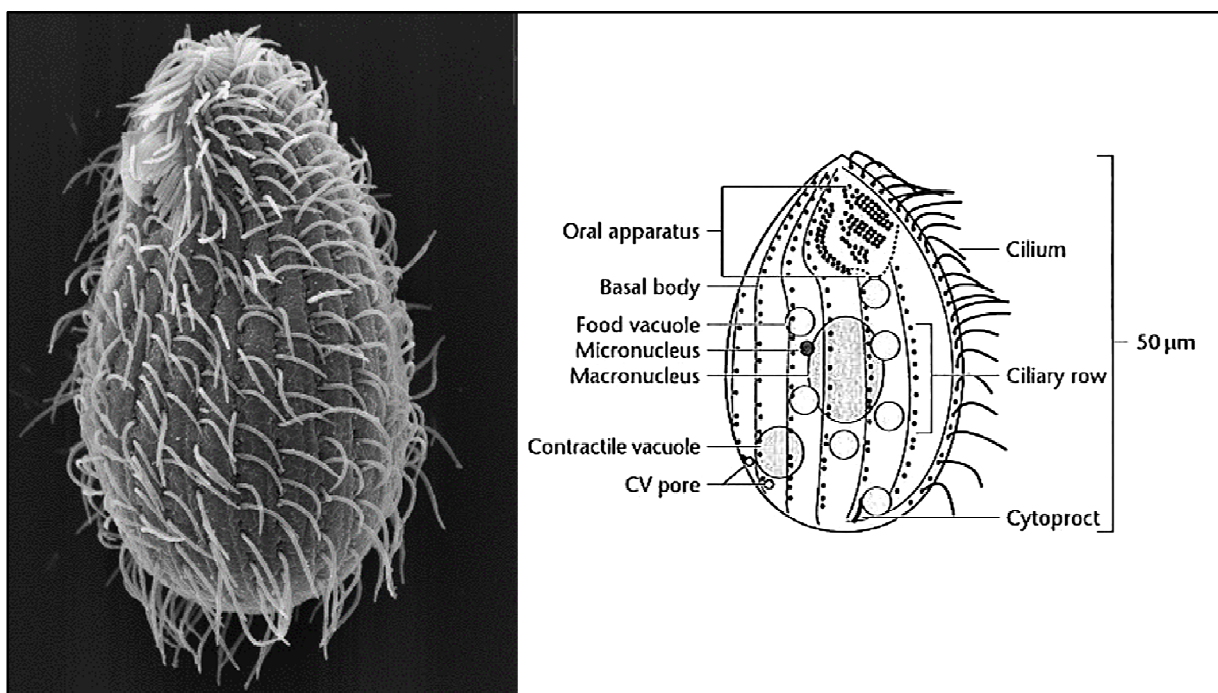 Oral apparatus
Basal body
Food vacuole
Micronucleus
Macronucleus
Contractile vacuole
CV pore
Cilium
50 µm
Ciliary row
Cytoproct